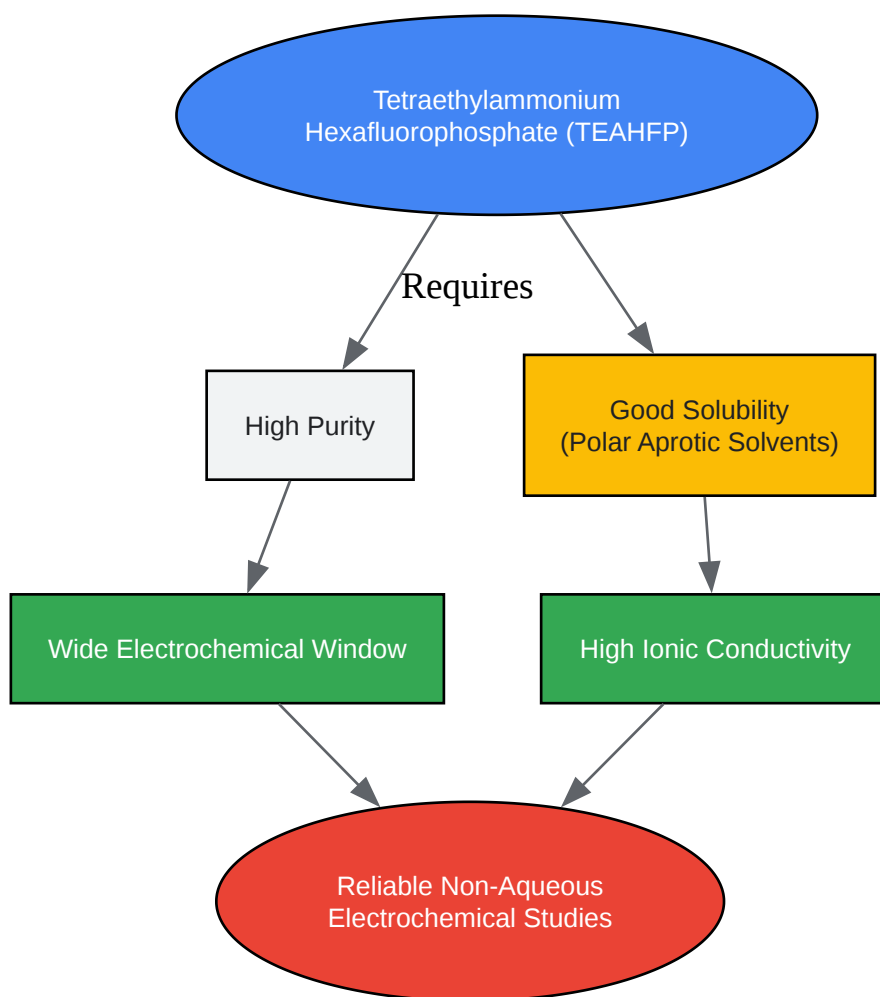 Tetraethylammonium
Hexafluorophosphate (TEAHFP)
Requires
High Purity
Good Solubility
(Polar Aprotic Solvents)
Wide Electrochemical Window
High Ionic Conductivity
Reliable Non-Aqueous
Electrochemical Studies